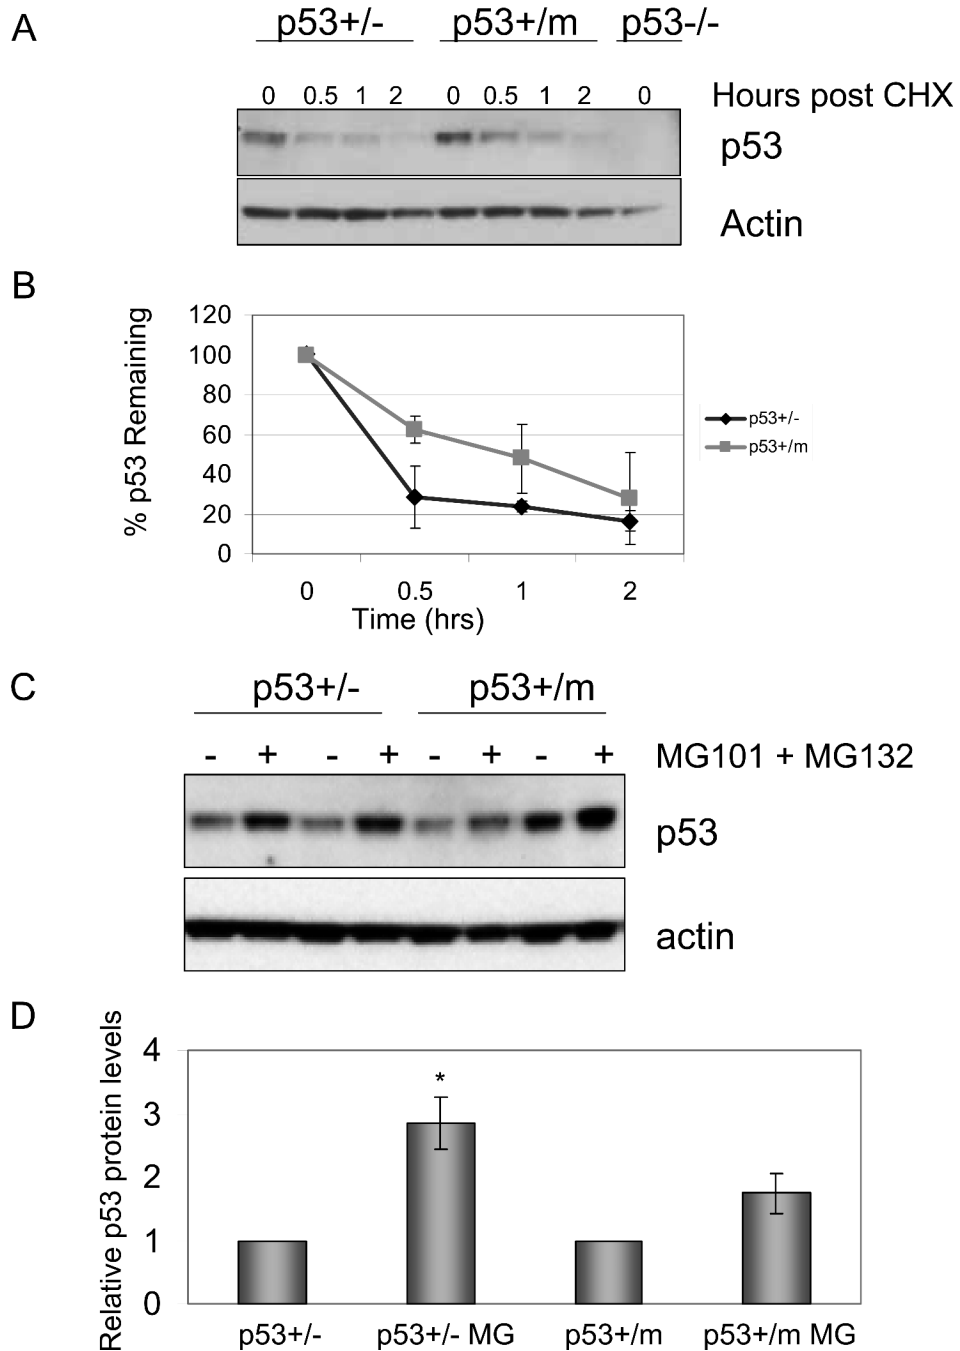 A
p53+/- p53+/m p53-/-
0 0.5 1 2 0 0.5 1 2 0 Hours post CHX
p53
Actin
B
% p53 Remaining
120
100
80
60
40
20
0
0 0.5 1 2
Time (hrs)
p53+/-
p53+/m
C
p53+/- p53+/m
- + - + - + - + MG101 + MG132
p53
actin
D
Relative p53 protein levels
4
3
2
1
0
*
p53+/- p53+/- MG p53+/m p53+/m MG